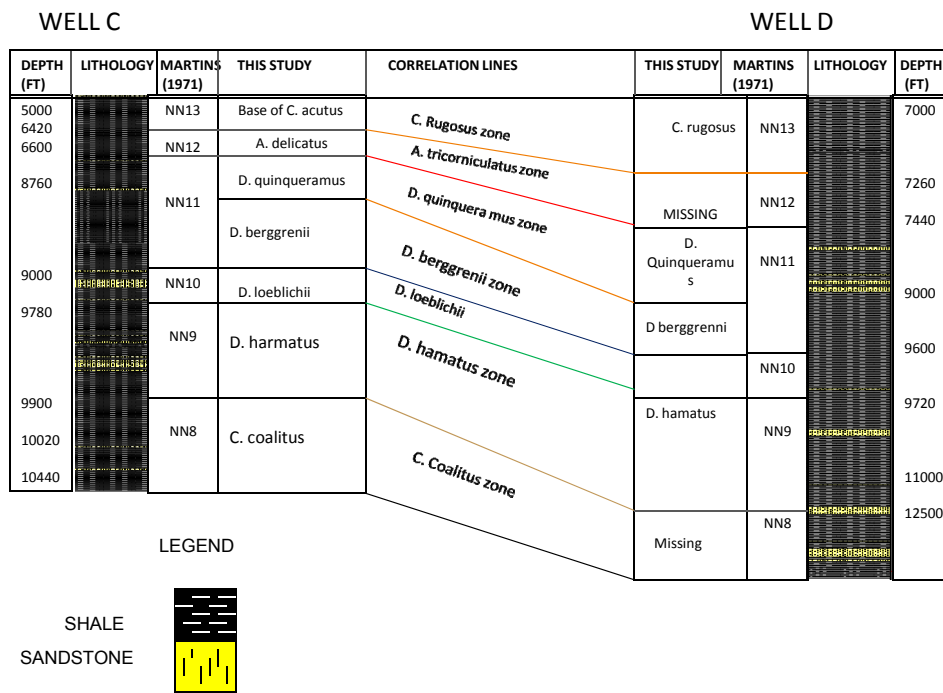 WELL C
WELL D
DEPTH (FT)
LITHOLOGY
MARTINS (1971)
THIS STUDY
CORRELATION LINES
THIS STUDY
MARTINS (1971)
LITHOLOGY
DEPTH (FT)
5000
6420
6600
8760
9000
9780
9900
10020
10440
NN13
NN12
NN11
NN10
NN9
NN8
Base of C. acutus
A. delicatus
D. quinqueramus
D. berggrenii
D. loeblichii
D. harmatus
C. coalitus
C. Rugosus zone
A. tricorniculatus zone
D. quinquera mus zone
D. berggrenii zone
D. loeblichii
D. hamatus zone
C. Coalitus zone
C. rugosus
MISSING
D.
Quinqueramu
s
D berggrenni
D. hamatus
Missing
NN13
NN12
NN11
NN10
NN9
NN8
7000
7260
7440
9000
9600
9720
11000
12500
LEGEND
SHALE
SANDSTONE